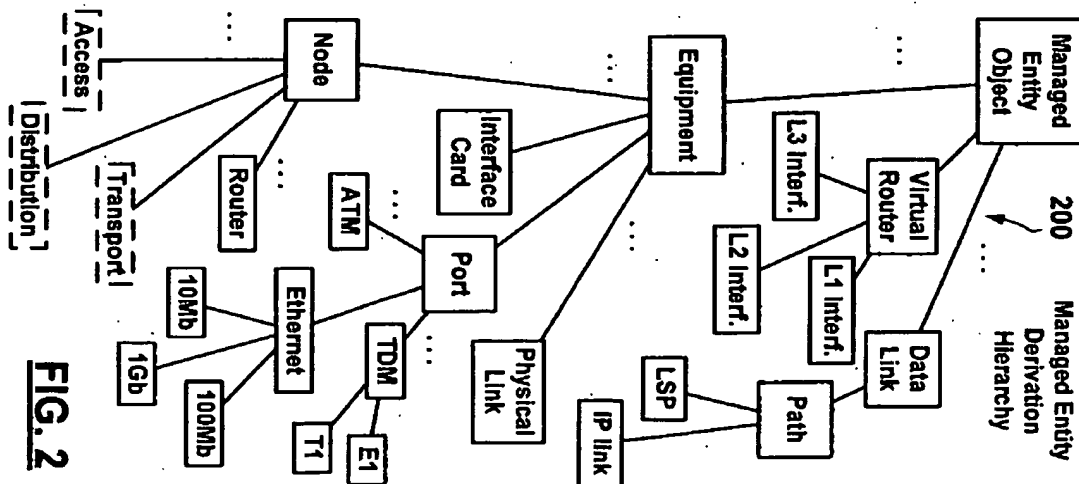 Managed
Entity
Object
200
Managed Entity
Derivation
Hierarchy
...
...
Virtual
Router
Data
Link
L3 Interf.
L2 Interf.
L1 Interf.
Path
LSP
IP link
Equipment
...
...
Interface
Card
Port
Physical
Link
...
...
ATM
Ethernet
TDM
10Mb
1Gb
100Mb
T1
E1
Node
...
...
Router
Access
Distribution
Transport
FIG. 2